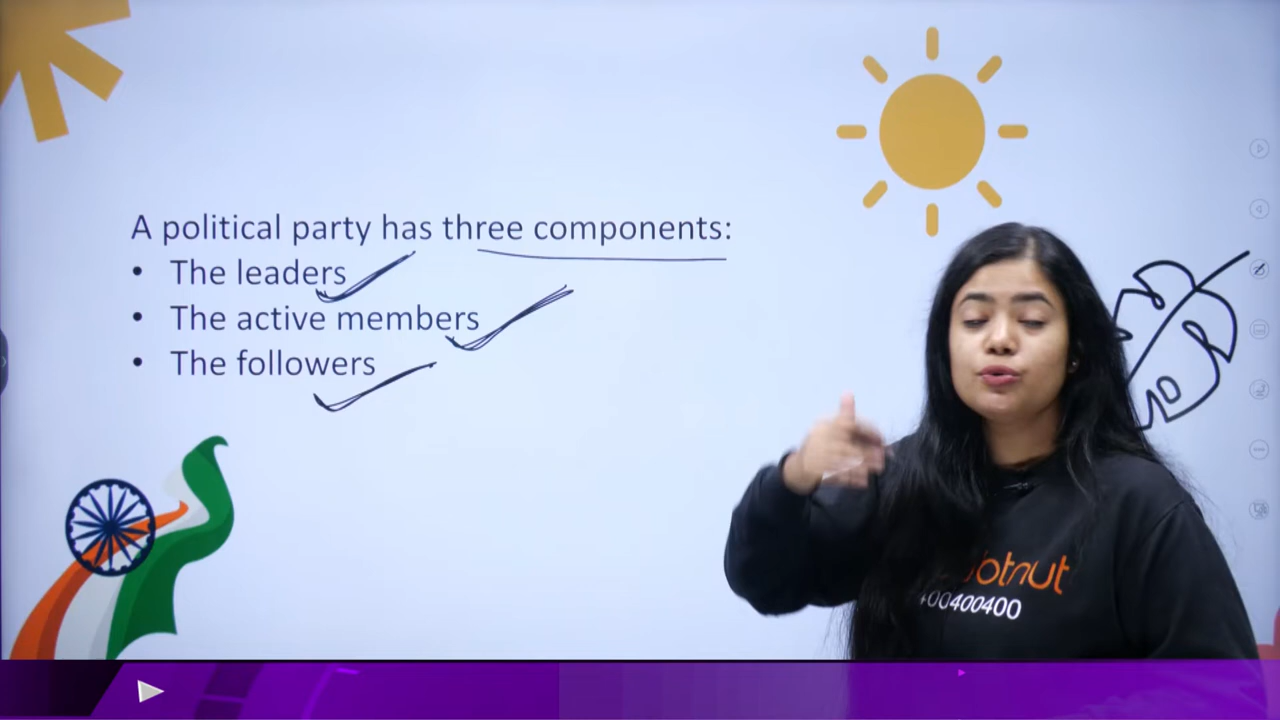 A political party has three components:
• The leaders
• The active members
• The followers
400400400